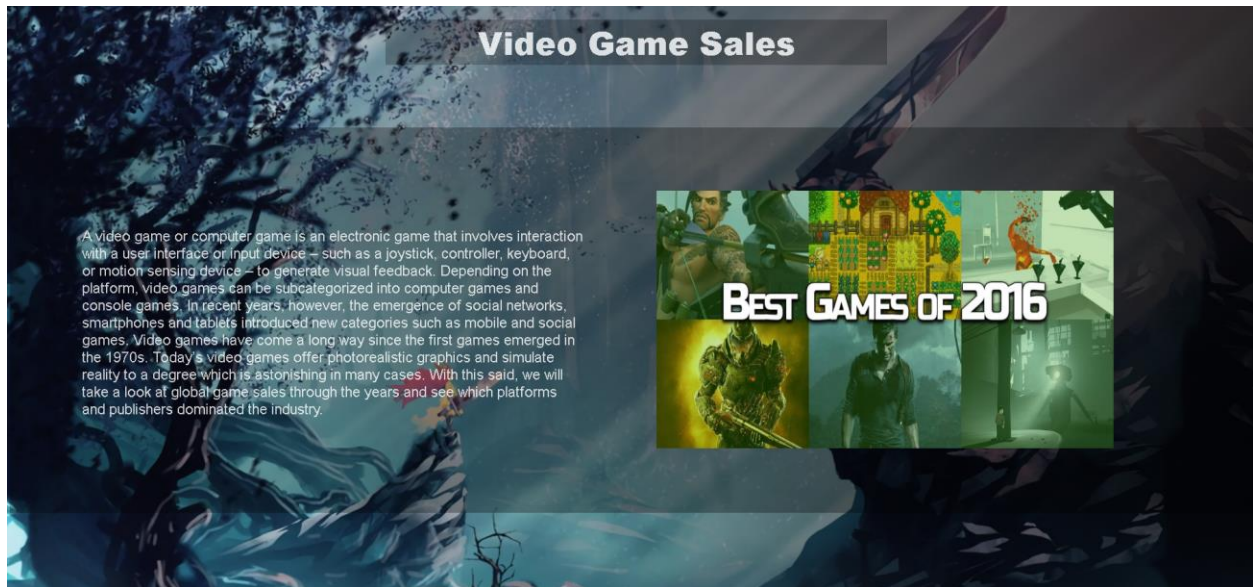 Video Game Sales
A video game or computer game is an electronic game that involves interaction
with a user interface or input device – such as a joystick, controller, keyboard,
or motion sensing device – to generate visual feedback. Depending on the
platform, video games can be subcategorized into computer games and
console games. In recent years, however, the emergence of social networks,
smartphones and tablets introduced new categories such as mobile and social
games. Video games have come a long way since the first games emerged in
the 1970s. Today's video games offer photorealistic graphics and simulate
reality to a degree which is astonishing in many cases. With this said, we will
take a look at global game sales through the years and see which platforms
and publishers dominated the industry.
BEST GAMES OF 2016